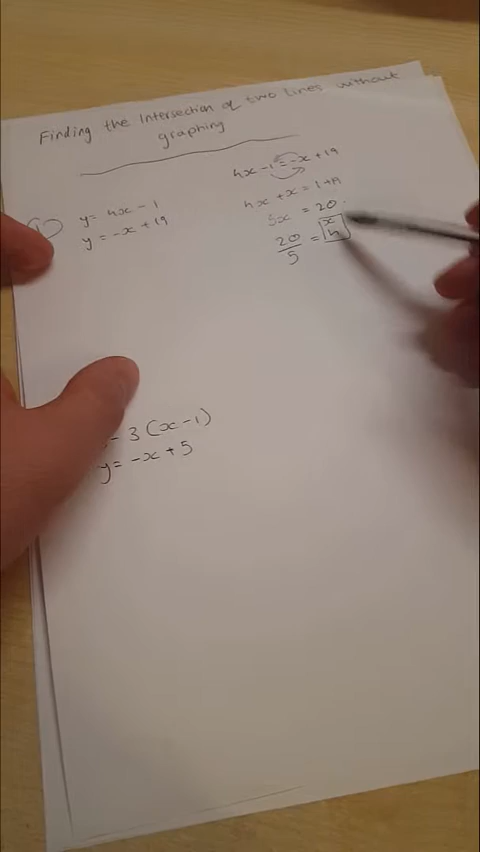 Finding the Intersection of two lines without
graphing
1) y = 4x - 1
y = -x + 19
4x - 1 = -x + 19
4x + x = 1 + 19
5x = 20
20/5 = x
4
- 3(x - 1)
y = -x + 5